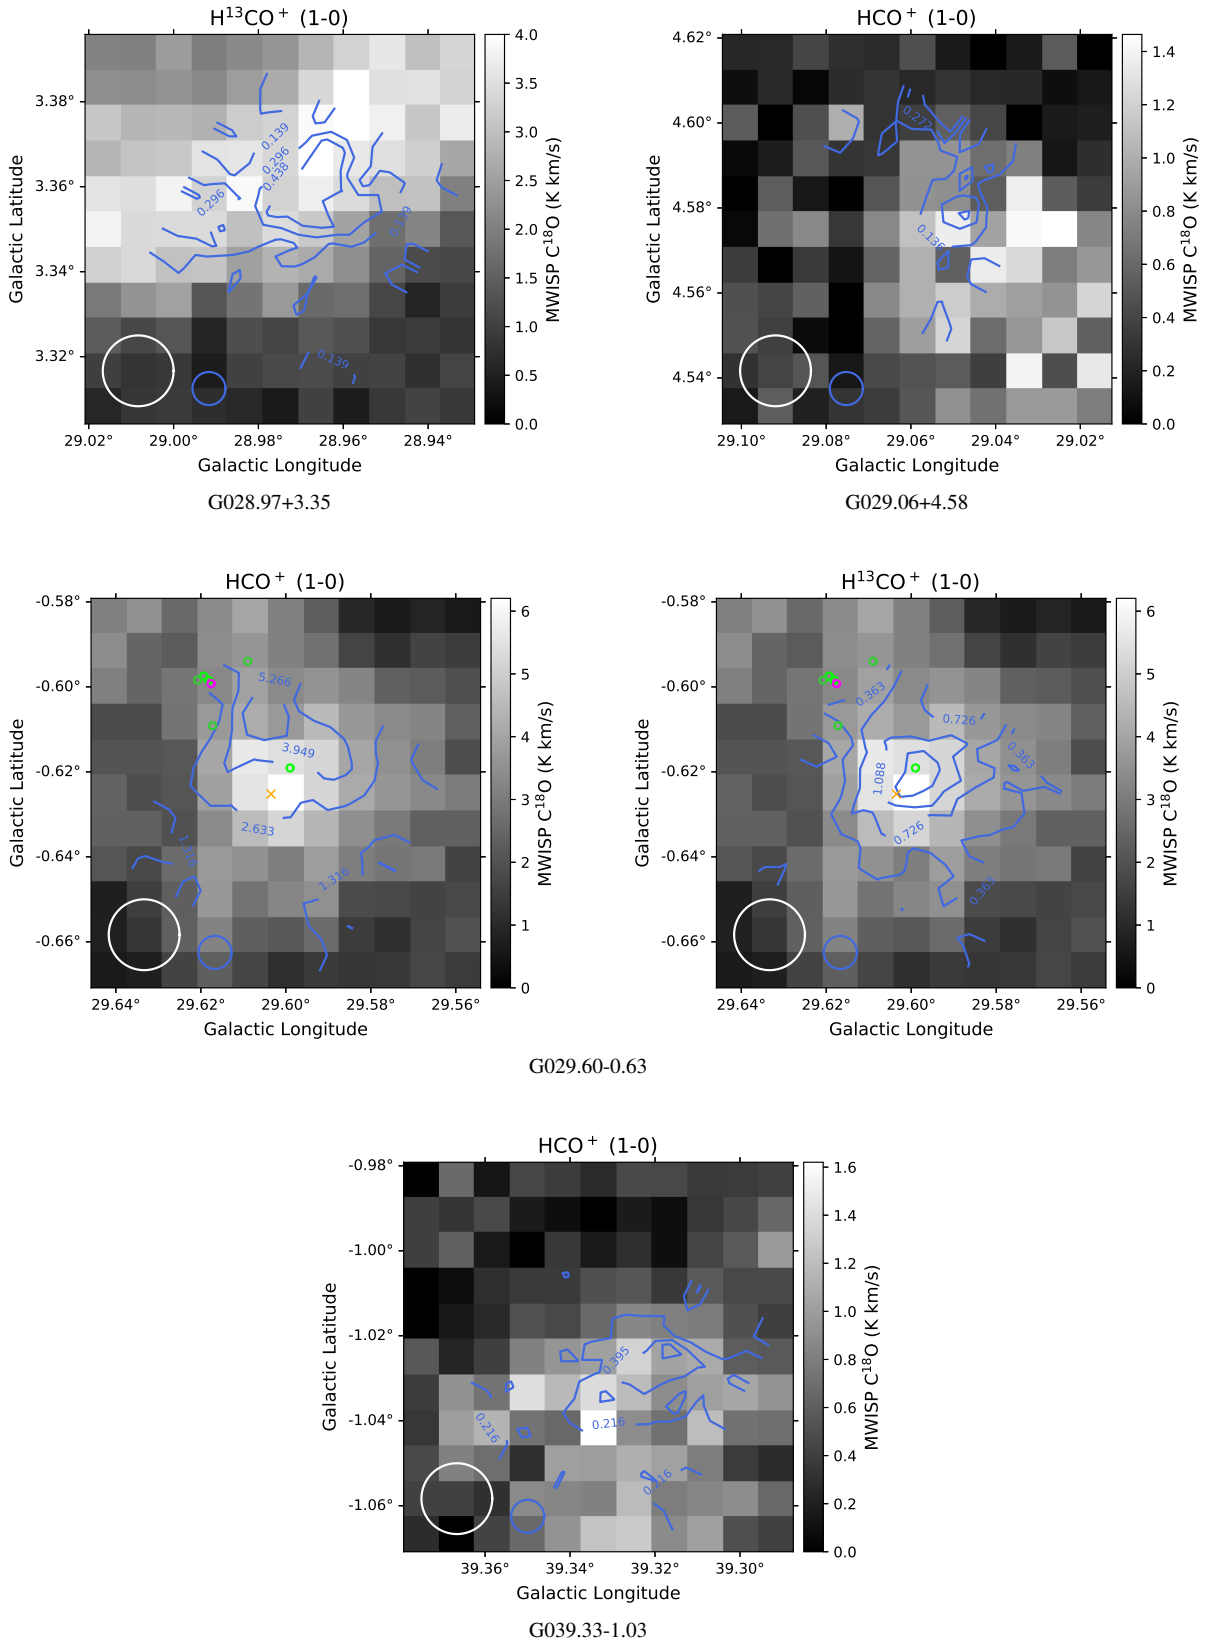 H¹³CO⁺ (1-0)
3.38°
3.36°
3.34°
3.32°
Galactic Latitude
0.139
0.296
0.438
0.296
0.139
0.139
29.02° 29.00° 28.98° 28.96° 28.94°
Galactic Longitude
4.0
3.5
3.0
2.5
2.0
1.5
1.0
0.5
0.0
MWISP C¹⁸O (K km/s)
G028.97+3.35
HCO⁺ (1-0)
4.62°
4.60°
4.58°
4.56°
4.54°
Galactic Latitude
0.272
0.136
29.10° 29.08° 29.06° 29.04° 29.02°
Galactic Longitude
1.4
1.2
1.0
0.8
0.6
0.4
0.2
0.0
MWISP C¹⁸O (K km/s)
G029.06+4.58
HCO⁺ (1-0)
-0.58°
-0.60°
-0.62°
-0.64°
-0.66°
Galactic Latitude
5.266
3.949
2.633
1.316
29.64° 29.62° 29.60° 29.58° 29.56°
Galactic Longitude
6
5
4
3
2
1
0
MWISP C¹⁸O (K km/s)
H¹³CO⁺ (1-0)
-0.58°
-0.60°
-0.62°
-0.64°
-0.66°
Galactic Latitude
0.363
0.726
0.363
1.088
0.726
0.363
29.64° 29.62° 29.60° 29.58° 29.56°
Galactic Longitude
6
5
4
3
2
1
0
MWISP C¹⁸O (K km/s)
G029.60-0.63
HCO⁺ (1-0)
-0.98°
-1.00°
-1.02°
-1.04°
-1.06°
Galactic Latitude
0.395
0.216
0.216
0.216
39.36° 39.34° 39.32° 39.30°
Galactic Longitude
1.6
1.4
1.2
1.0
0.8
0.6
0.4
0.2
0.0
MWISP C¹⁸O (K km/s)
G039.33-1.03